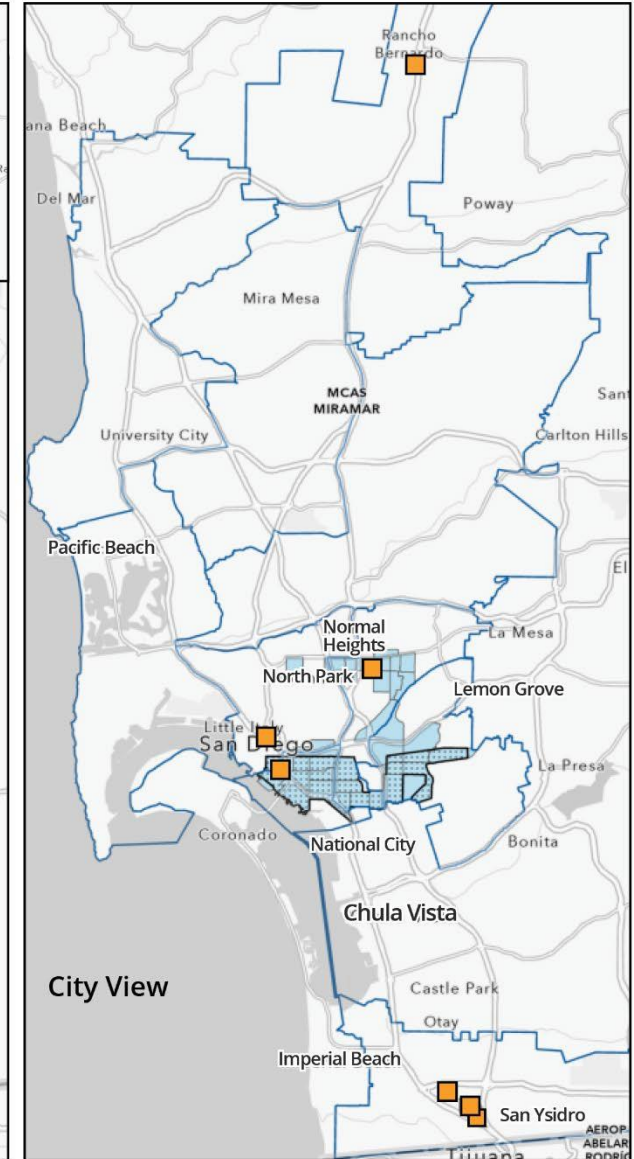 Rancho
Bernardo
ana Beach
Del Mar
Poway
Mira Mesa
MCAS
MIRAMAR
Sant
University City
Carlton Hills
Pacific Beach
El
Normal
Heights
La Mesa
North Park
Lemon Grove
Little Italy
San Diego
La Presa
Coronado
National City
Bonita
Chula Vista
City View
Castle Park
Otay
Imperial Beach
San Ysidro
AEROP
ABELAR
RODRÍG
Tijuana